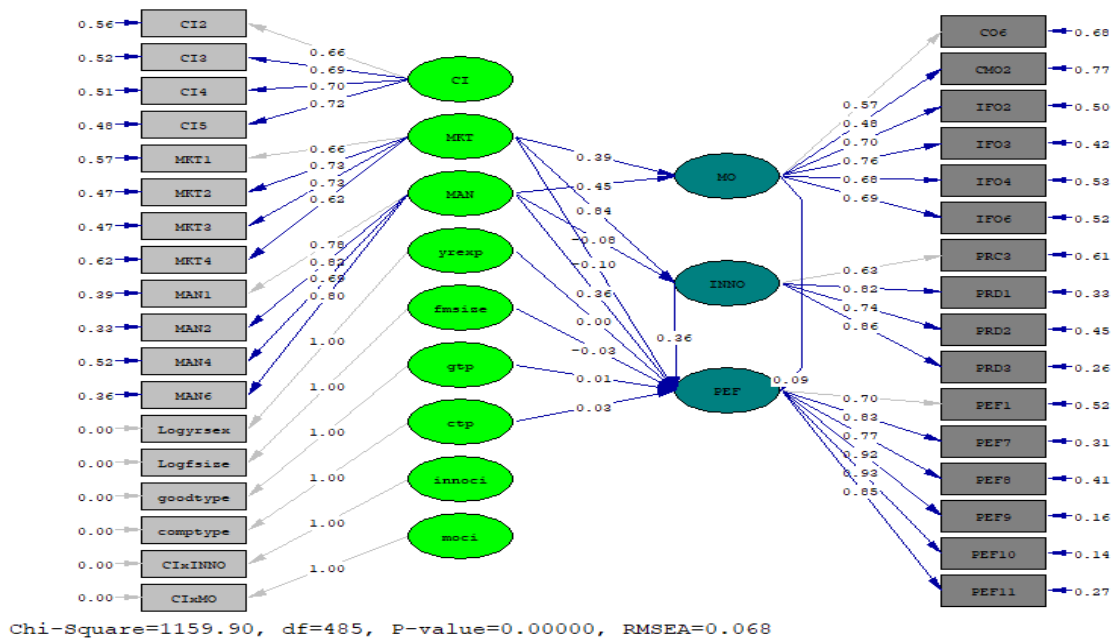 0.56 CI2
0.52 CI3
0.51 CI4
0.48 CI5
0.57 MKT1
0.47 MKT2
0.47 MKT3
0.62 MKT4
0.39 MAN1
0.33 MAN2
0.52 MAN4
0.36 MAN6
0.00 Logyrsex
0.00 Logfsize
0.00 goodtype
0.00 comptype
0.00 CIxINNO
0.00 CIxMO
0.66
0.69
0.70
0.72
0.66
0.73
0.73
0.62
0.78
0.82
0.69
0.80
1.00
1.00
1.00
1.00
1.00
1.00
CI
MKT
MAN
yrexp
fmsize
gtp
ctp
innoci
moci
0.39
0.45
0.84
-0.08
-0.10
0.36
0.00
-0.03
0.01
0.03
0.36
0.09
MO
INNO
PEF
0.57
0.48
0.70
0.76
0.68
0.69
0.63
0.82
0.74
0.86
0.70
0.83
0.77
0.92
0.93
0.85
CO6 0.68
CMO2 0.77
IFO2 0.50
IFO3 0.42
IFO4 0.53
IFO6 0.52
PRC3 0.61
PRD1 0.33
PRD2 0.45
PRD3 0.26
PEF1 0.52
PEF7 0.31
PEF8 0.41
PEF9 0.16
PEF10 0.14
PEF11 0.27
Chi-Square=1159.90, df=485, P-value=0.00000, RMSEA=0.068